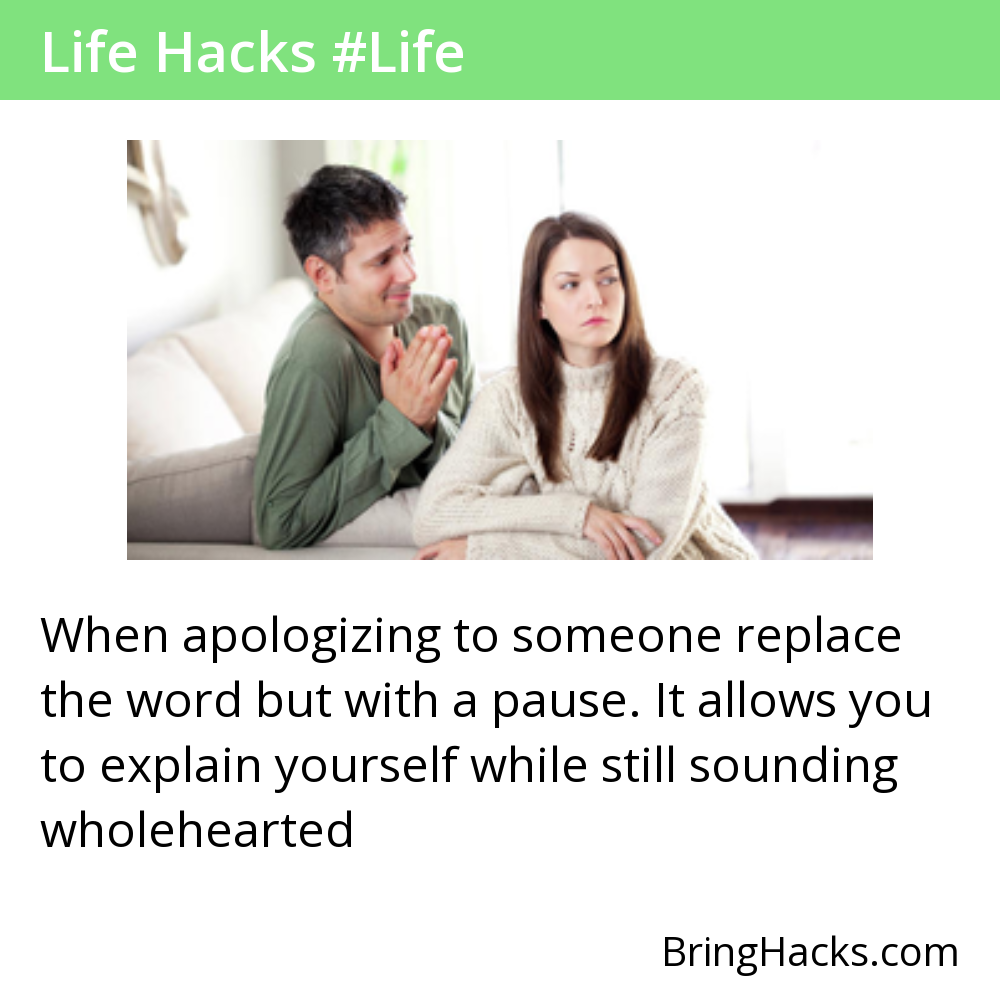 Life Hacks #Life
When apologizing to someone replace
the word but with a pause. It allows you
to explain yourself while still sounding
wholehearted
BringHacks.com